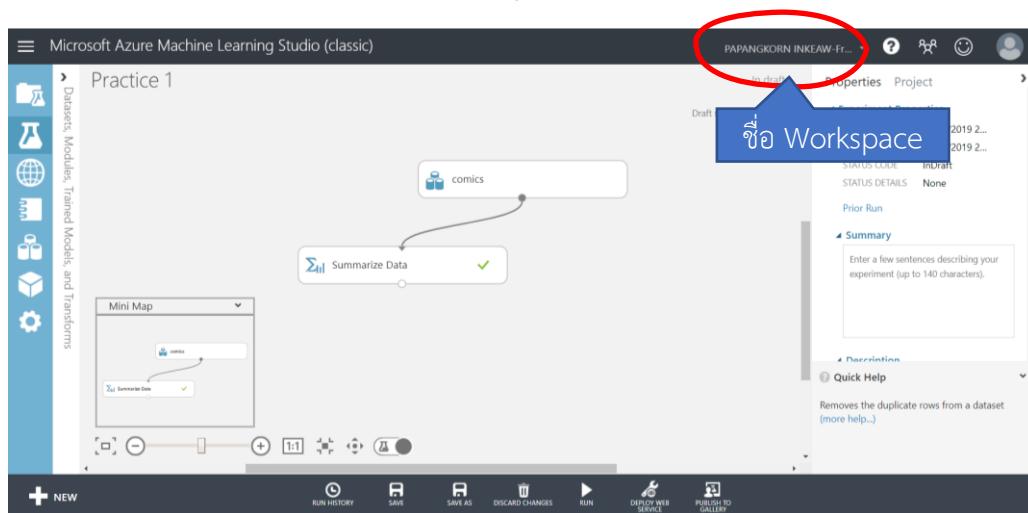 Microsoft Azure Machine Learning Studio (classic)
PAPANGKORN INKEAW-Fr...
?
Datasets, Modules, Trained Models, and Transforms
Practice 1
In draft
Draft
Properties Project
ชื่อ Workspace
2019 2...
2019 2...
STATUS CODE InDraft
STATUS DETAILS None
Prior Run
Summary
Enter a few sentences describing your
experiment (up to 140 characters).
Description
comics
Summarize Data
Mini Map
comics
Summarize Data
1:1
Quick Help
Removes the duplicate rows from a dataset
(more help...)
NEW
RUN HISTORY
SAVE
SAVE AS
DISCARD CHANGES
RUN
DEPLOY WEB
SERVICE
PUBLISH TO
GALLERY